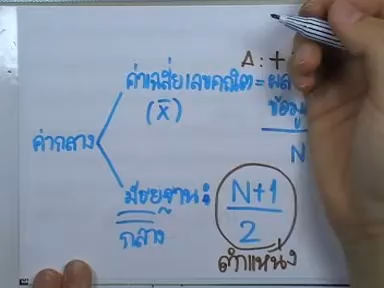 Δ: +
ค่าเฉลี่ยเลขคณิต = ผล
(x̄) ข้อมู
N
ค่ากลาง
มัธยฐาน : N+1
กลาง 2
ตำแหน่ง